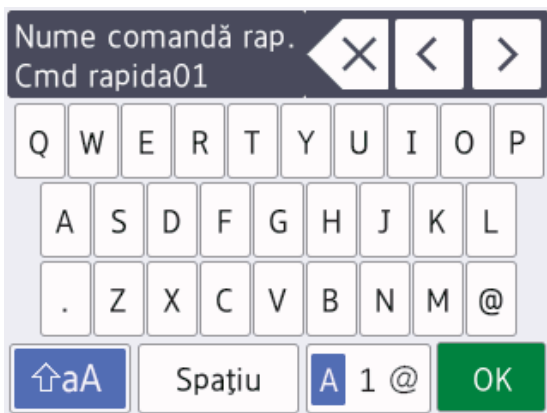 Nume comandă rap.
Cmd rapida01
Q W E R T Y U I O P
A S D F G H J K L
. Z X C V B N M @
aA Spațiu A 1 @ OK